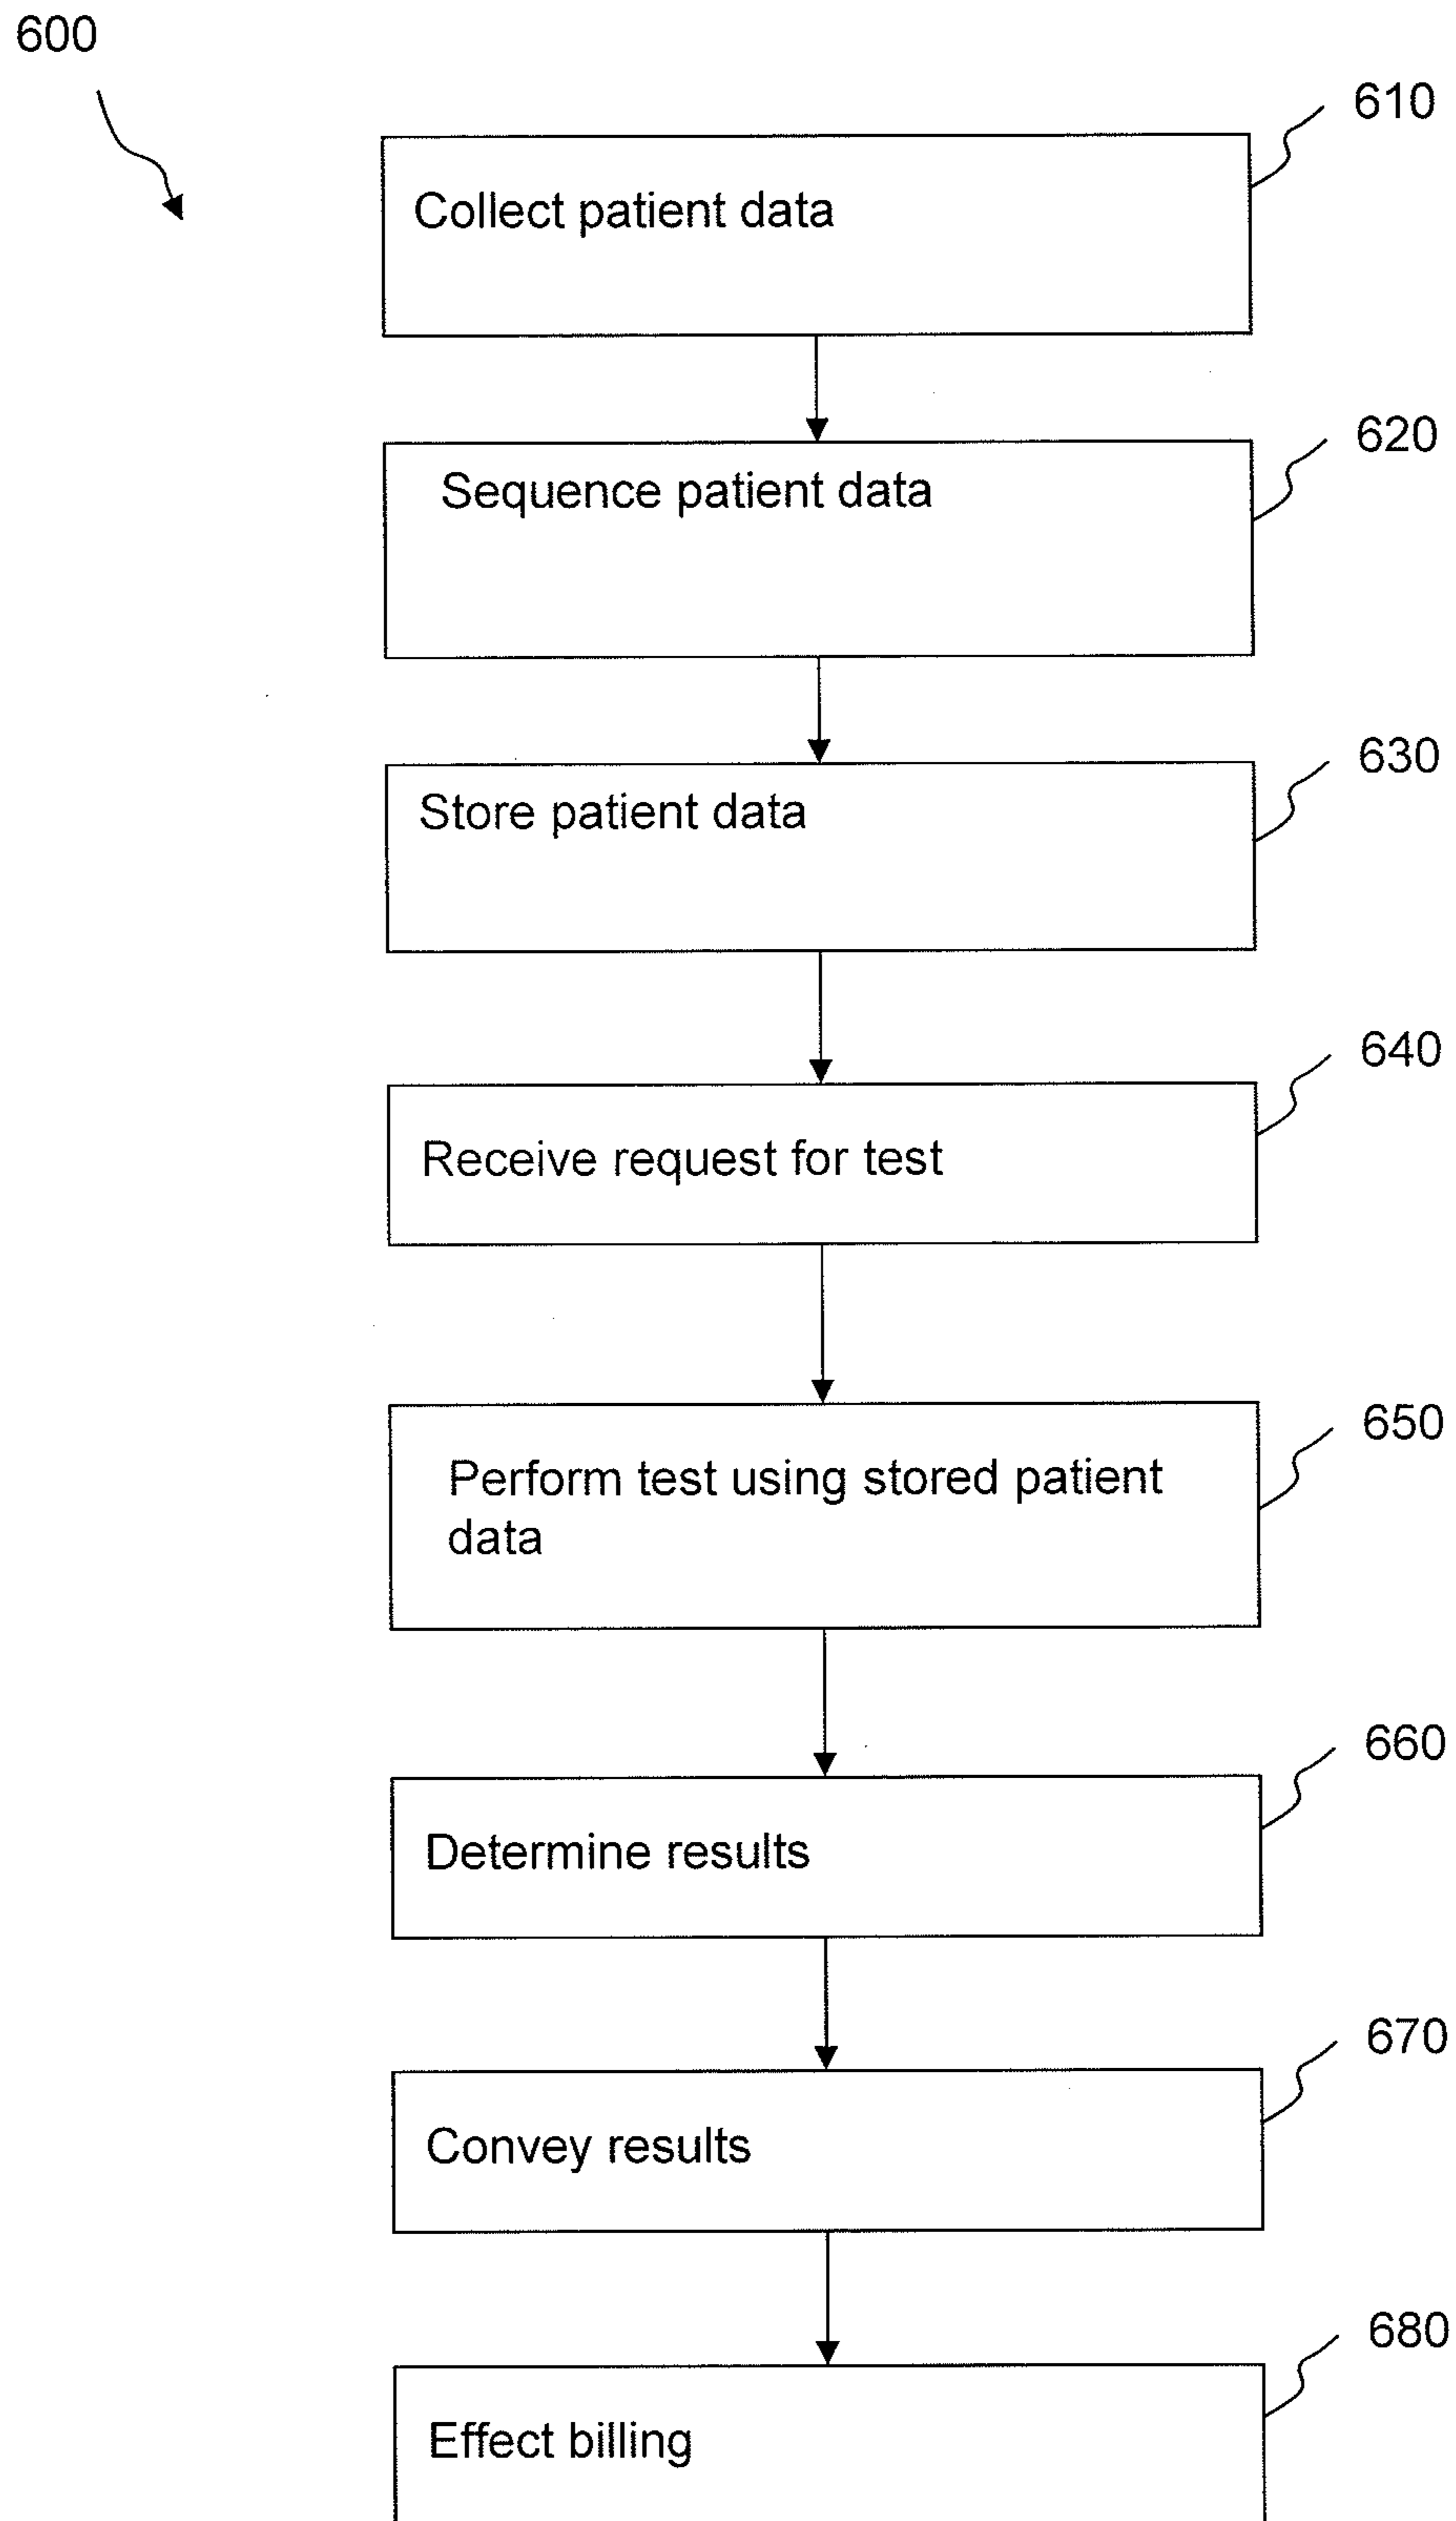 600
610
Collect patient data
620
Sequence patient data
630
Store patient data
640
Receive request for test
650
Perform test using stored patient
data
660
Determine results
670
Convey results
680
Effect billing